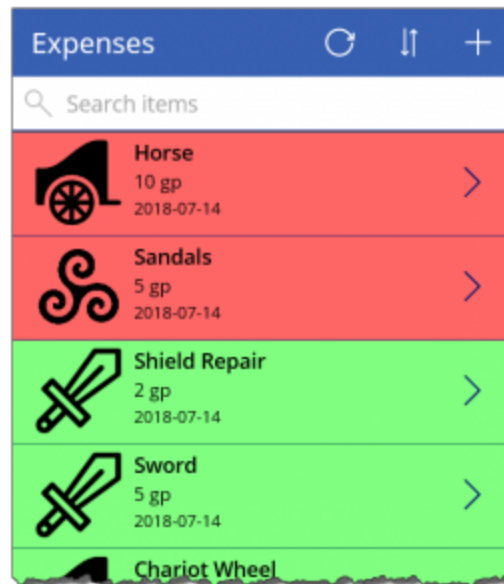 Expenses
Search items
Horse
10 gp
2018-07-14
Sandals
5 gp
2018-07-14
Shield Repair
2 gp
2018-07-14
Sword
5 gp
2018-07-14
Chariot Wheel